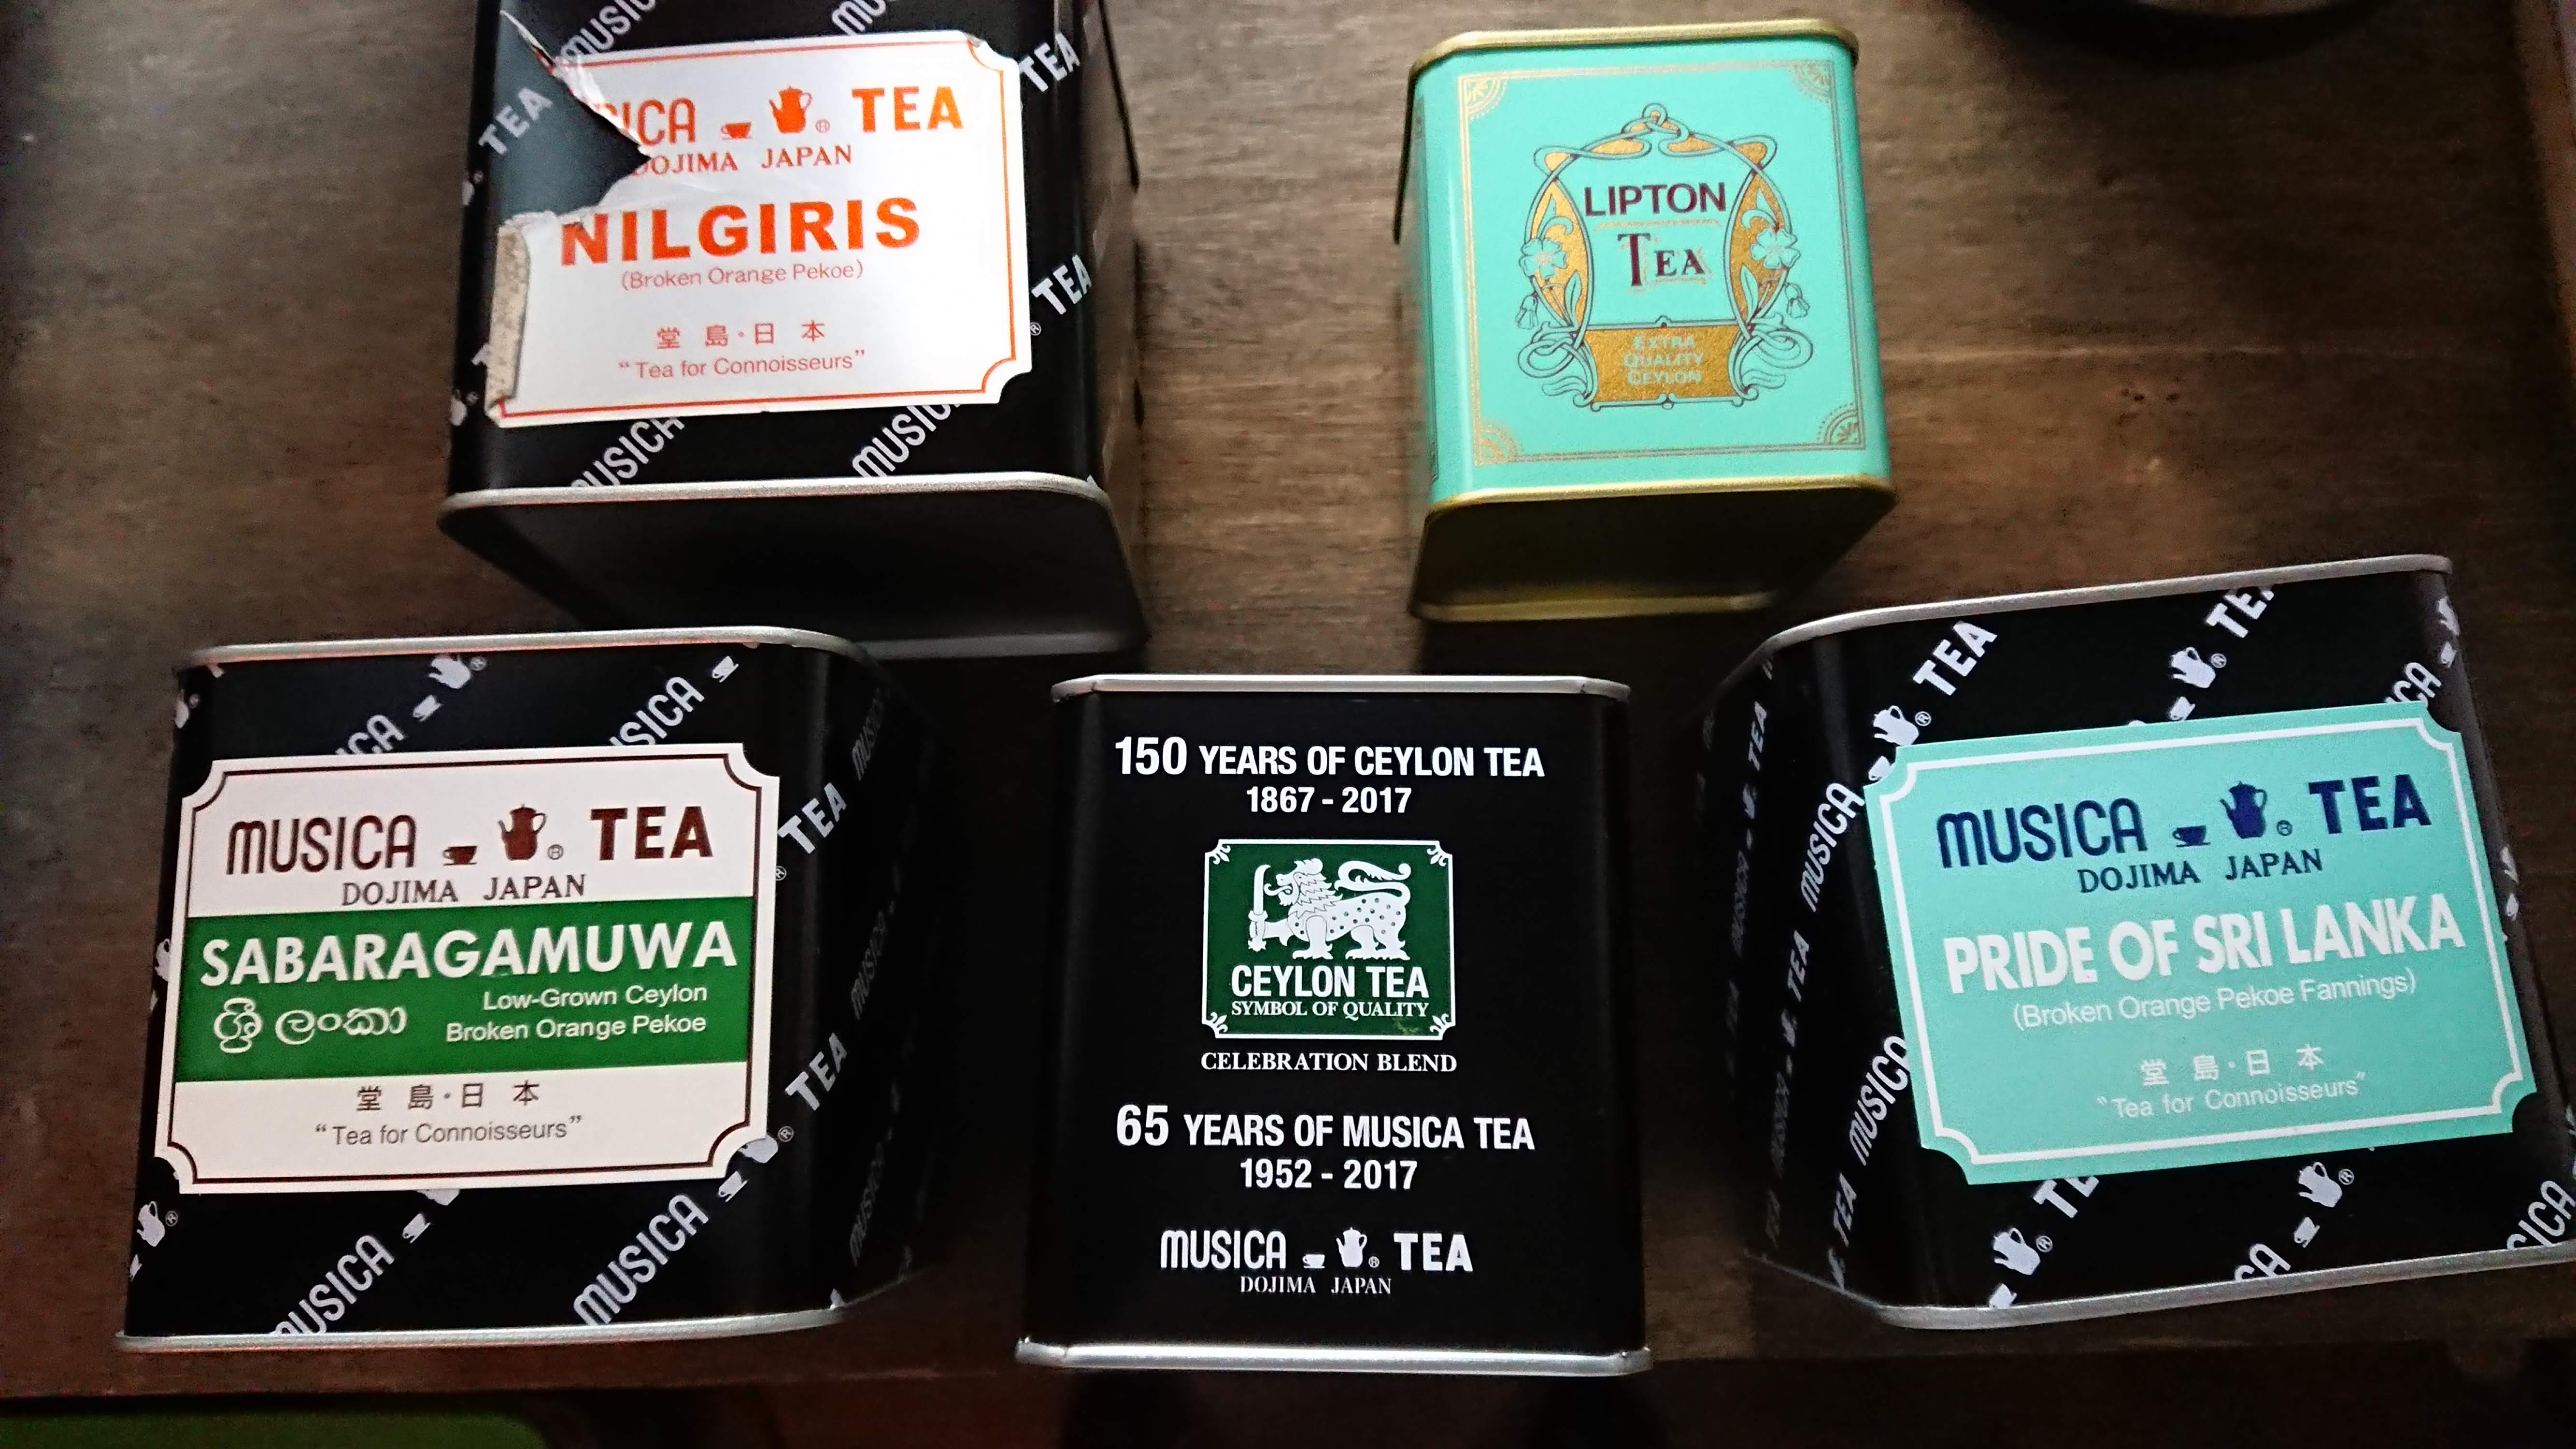 MUSICA TEA
DOJIMA JAPAN
NILGIRIS
(Broken Orange Pekoe)
堂島・日本
“Tea for Connoisseurs”
LIPTON
TEA
EXTRA
QUALITY
CEYLON
MUSICA ® TEA
DOJIMA JAPAN
SABARAGAMUWA
ශ්‍රී ලංකා
Low-Grown Ceylon
Broken Orange Pekoe
堂島・日本
“Tea for Connoisseurs”
150 YEARS OF CEYLON TEA
1867 - 2017
CEYLON TEA
SYMBOL OF QUALITY
CELEBRATION BLEND
65 YEARS OF MUSICA TEA
1952 - 2017
MUSICA ® TEA
DOJIMA JAPAN
MUSICA ® TEA
DOJIMA JAPAN
PRIDE OF SRI LANKA
(Broken Orange Pekoe Fannings)
堂島・日本
“Tea for Connoisseurs”